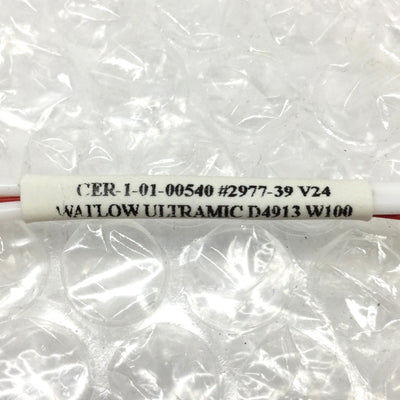 CER-1-01-00540 #2977-39 V24
WATLOW ULTRAMIC D4913 W100